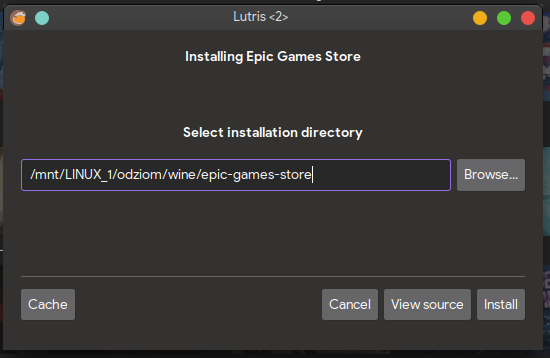 Lutris <2>
Installing Epic Games Store
Select installation directory
/mnt/LINUX_1/odziom/wine/epic-games-store
Browse...
Cache
Cancel
View source
Install